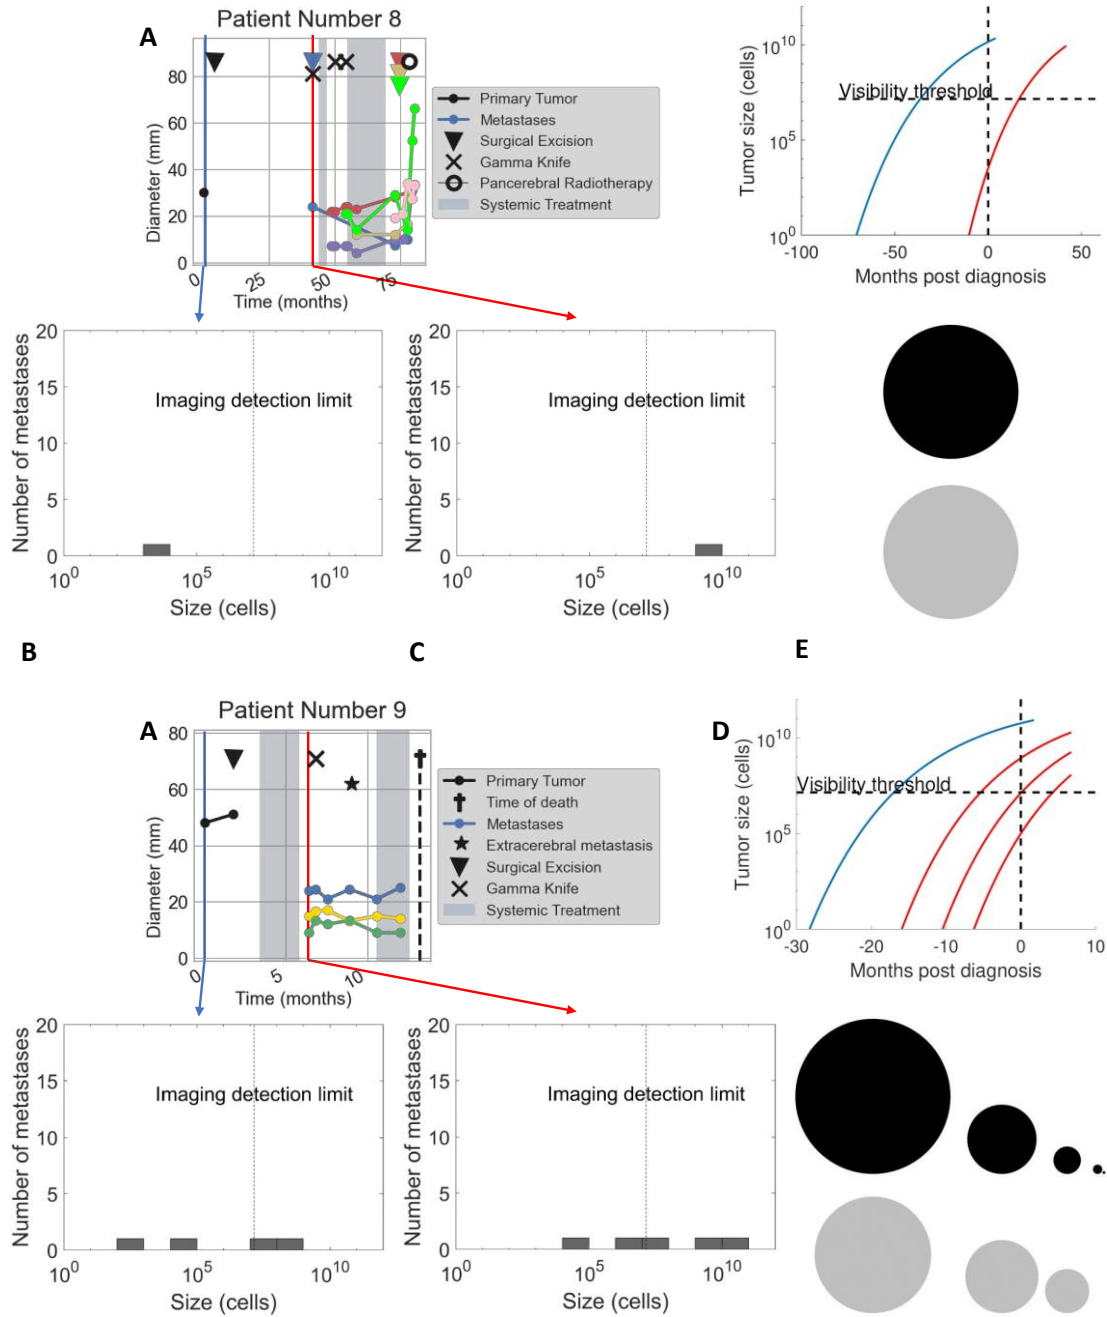 Patient Number 8
A
80
60
40
20
0
Diameter (mm)
0
25
50
75
Time (months)
Primary Tumor
Metastases
Surgical Excision
Gamma Knife
Pancerebral Radiotherapy
Systemic Treatment
10^10
10^5
10^0
Tumor size (cells)
Visibility threshold
-100
-50
0
50
Months post diagnosis
20
15
10
5
0
Number of metastases
Imaging detection limit
10^0
10^5
10^10
Size (cells)
20
15
10
5
0
Number of metastases
Imaging detection limit
10^0
10^5
10^10
Size (cells)
B
C
E
Patient Number 9
A
80
60
40
20
0
Diameter (mm)
0
5
10
Time (months)
Primary Tumor
Time of death
Metastases
Extracerebral metastasis
Surgical Excision
Gamma Knife
Systemic Treatment
D
10^10
10^5
10^0
Tumor size (cells)
Visibility threshold
-30
-20
-10
0
10
Months post diagnosis
20
15
10
5
0
Number of metastases
Imaging detection limit
10^0
10^5
10^10
Size (cells)
20
15
10
5
0
Number of metastases
Imaging detection limit
10^0
10^5
10^10
Size (cells)